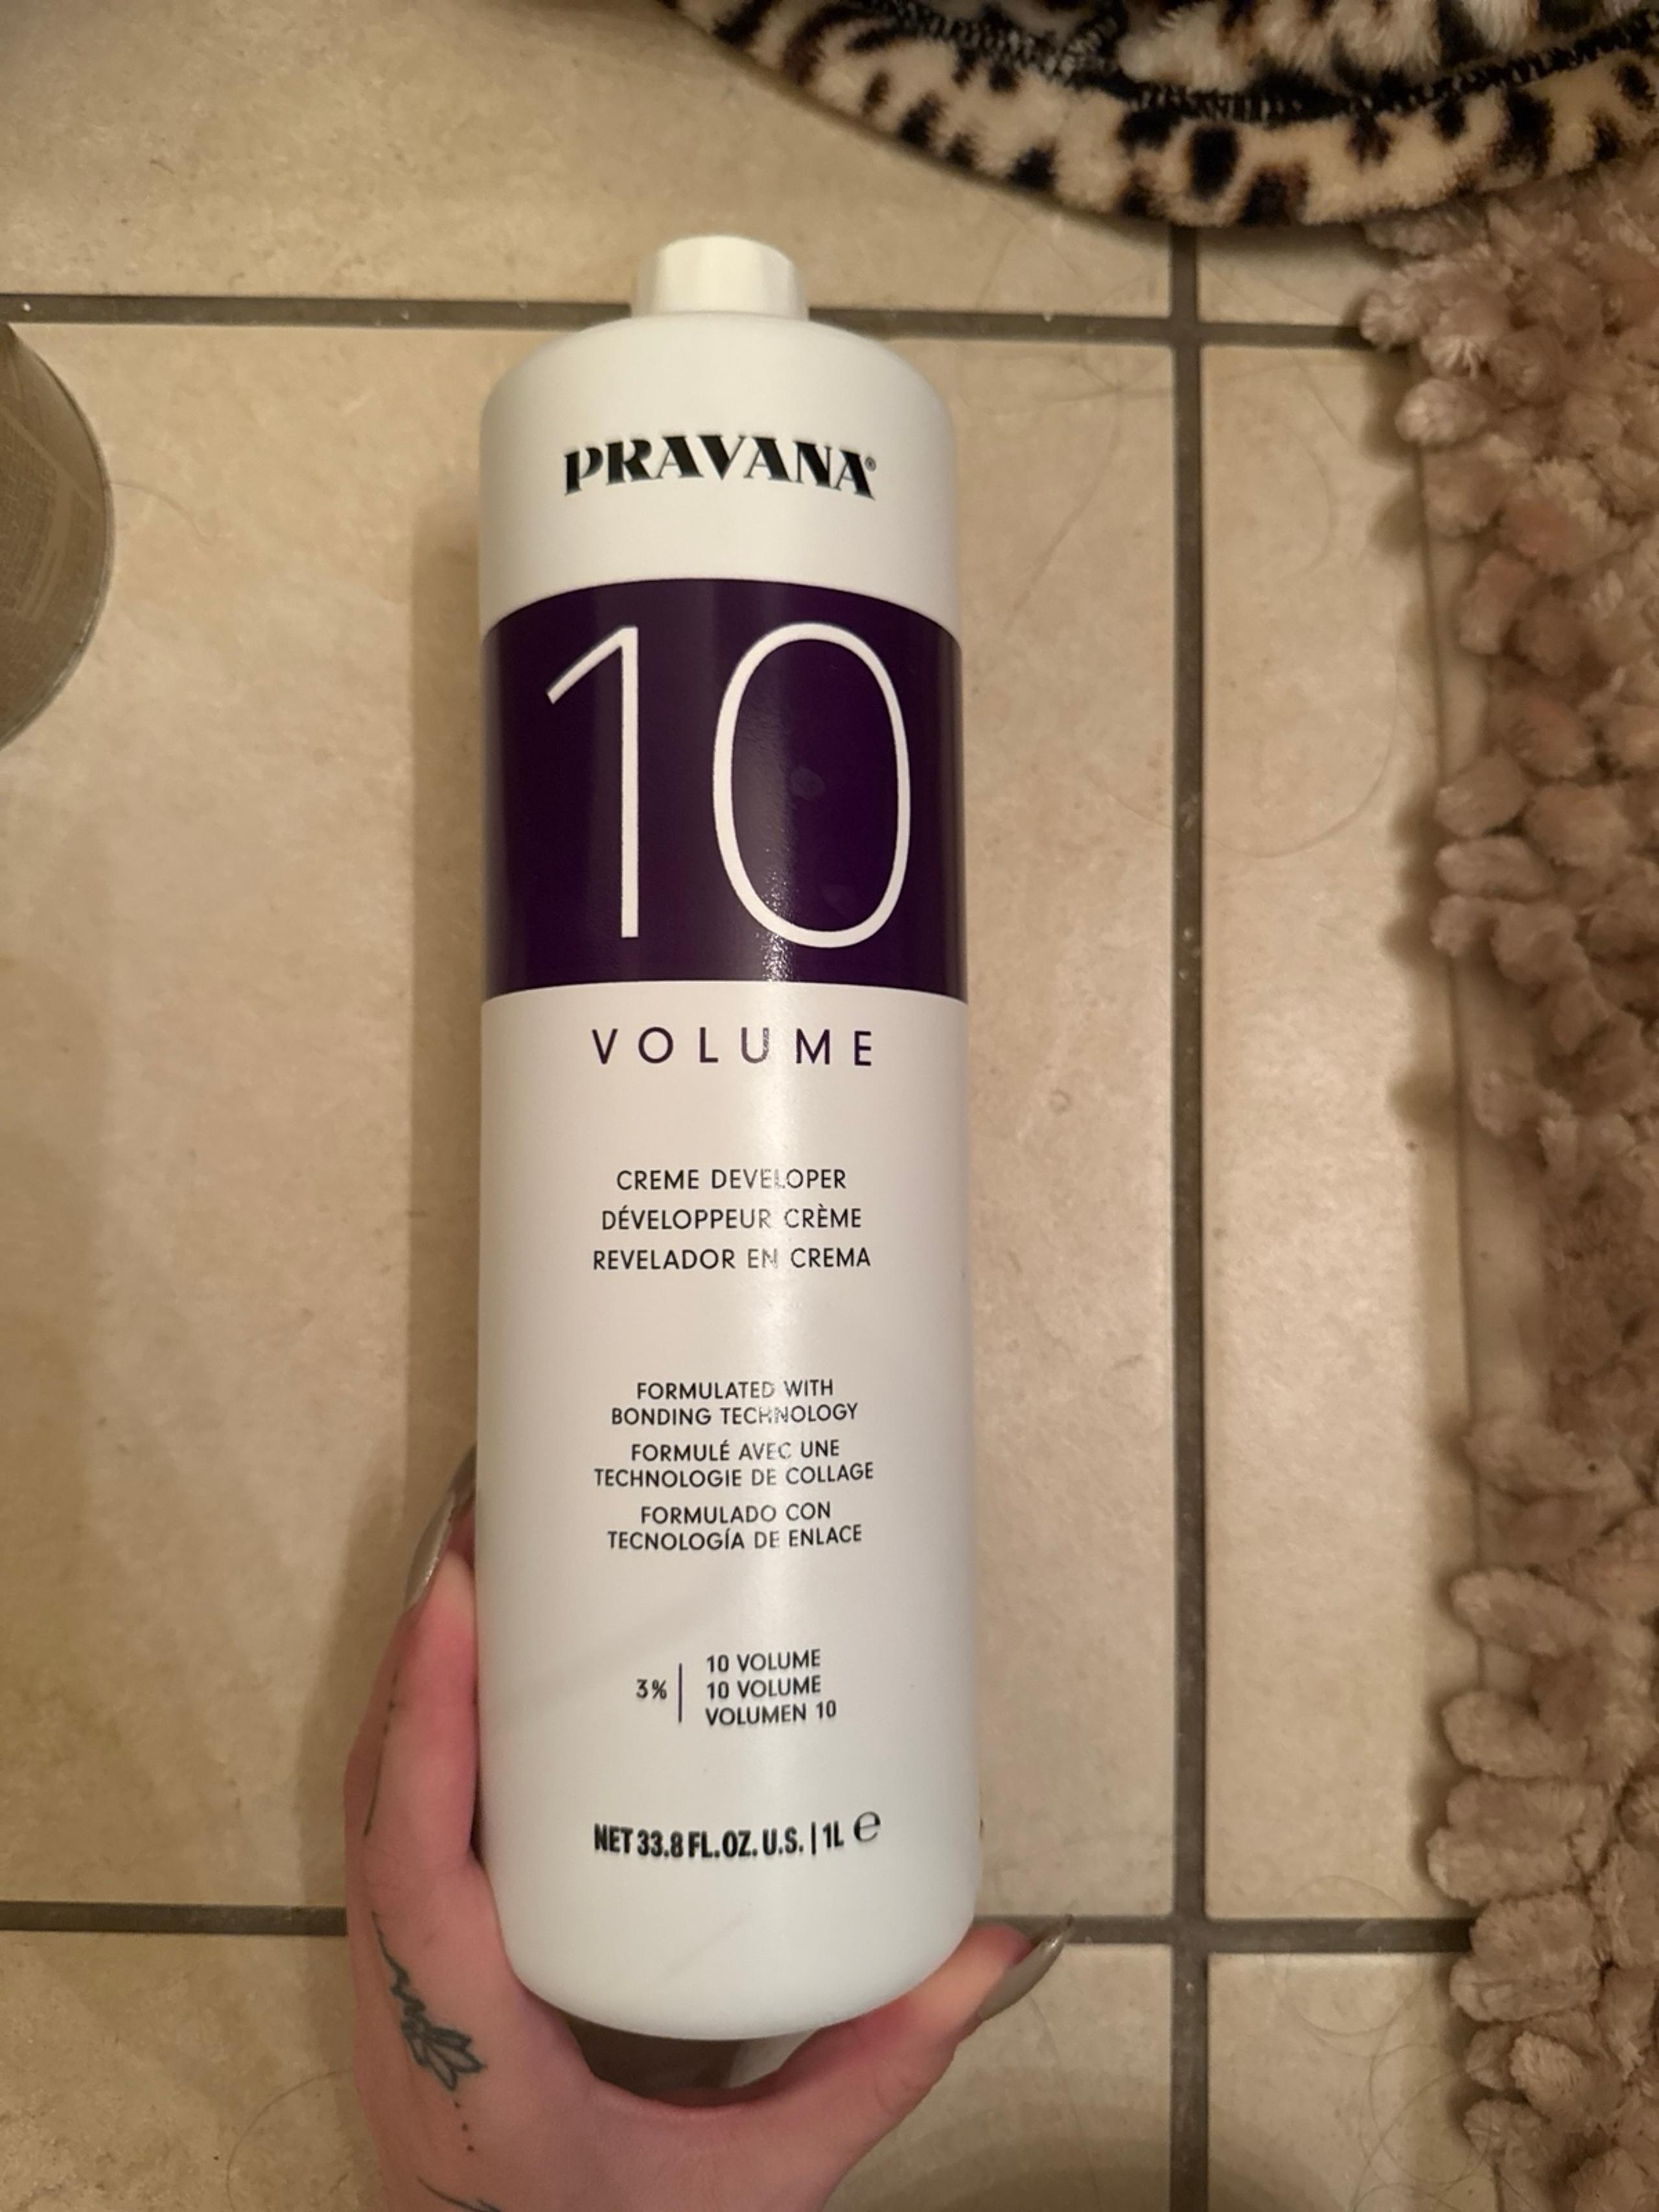 PRAVANA®
10
VOLUME
CREME DEVELOPER
DÉVELOPPEUR CRÈME
REVELADOR EN CREMA
FORMULATED WITH
BONDING TECHNOLOGY
FORMULÉ AVEC UNE
TECHNOLOGIE DE COLLAGE
FORMULADO CON
TECNOLOGÍA DE ENLACE
3% | 10 VOLUME
10 VOLUME
VOLUMEN 10
NET 33.8 FL.OZ. U.S. | 1L ℮